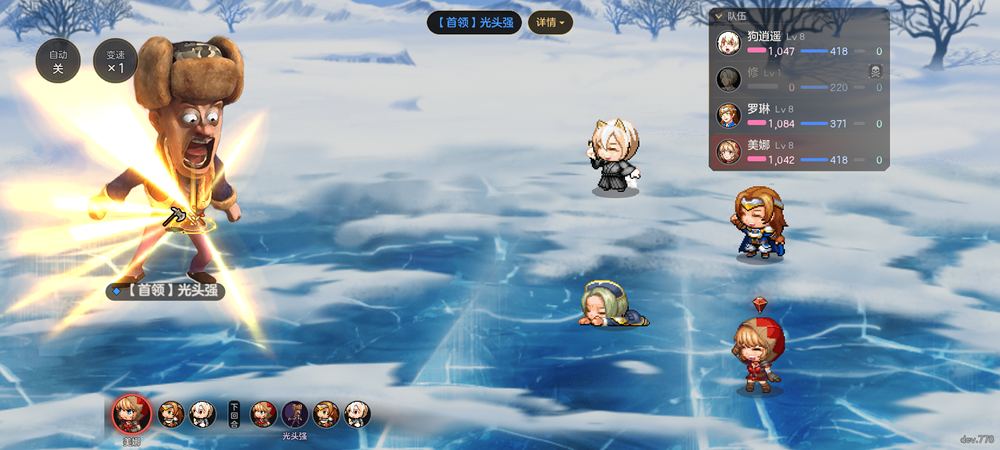 【首领】光头强
详情
自动
关
变速
×1
队伍
狗逍遥 Lv 8
1,047 418 0
修 Lv 1
0 220 0
罗琳 Lv 8
1,084 371 0
美娜 Lv 8
1,042 418 0
【首领】光头强
下回合
美娜
光头强
dev.770